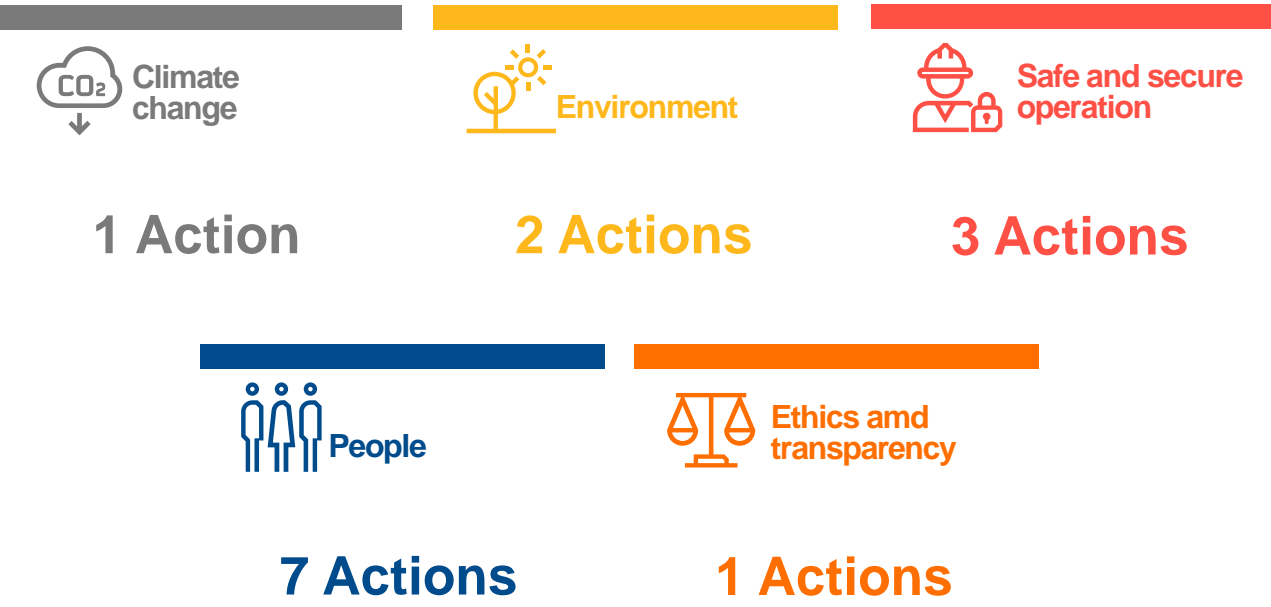 CO₂
Climate
change
Environment
Safe and secure
operation
1 Action
2 Actions
3 Actions
People
Ethics amd
transparency
7 Actions
1 Actions